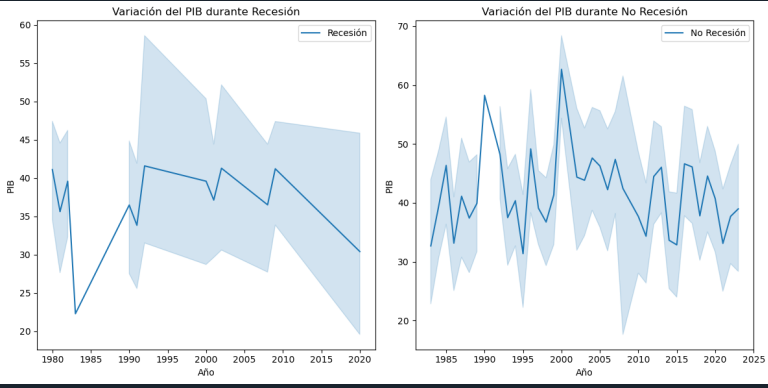 Variación del PIB durante Recesión
Recesión
60
55
50
45
40
35
30
25
20
PIB
1980 1985 1990 1995 2000 2005 2010 2015 2020
Año
Variación del PIB durante No Recesión
No Recesión
70
60
50
40
30
20
PIB
1985 1990 1995 2000 2005 2010 2015 2020 2025
Año